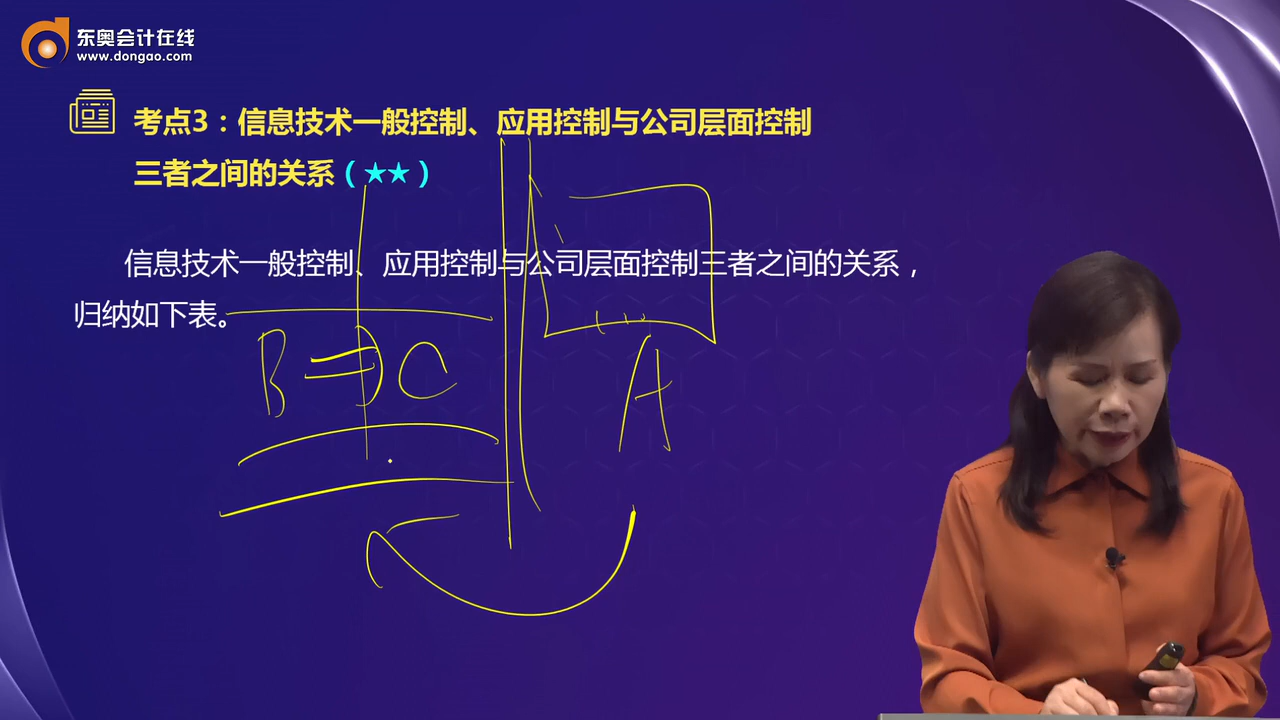 东奥会计在线
www.dongao.com
考点3：信息技术一般控制、应用控制与公司层面控制
三者之间的关系（★★）
信息技术一般控制、应用控制与公司层面控制三者之间的关系，
归纳如下表。
B ⇒ C
A